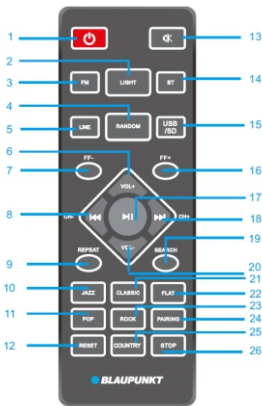 1
13
2
3
FM
LIGHT
BT
14
4
5
LINE
RANDOM
USB
/SD
15
6
FF-
FF+
7
VOL+
16
17
8
CH-
CH+
18
VOL-
19
REPEAT
SEARCH
9
20
21
10
JAZZ
CLASSIC
FLAT
22
23
11
POP
ROCK
PAIRING
24
25
12
RESET
COUNTRY
STOP
26
BLAUPUNKT